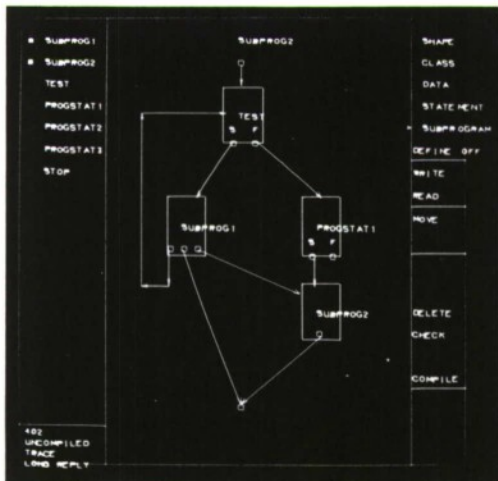 SUBPROG1
SUBPROG2
TEST
PROGSTAT1
PROGSTAT2
PROGSTAT3
STOP
SUBPROG2
TEST
S F
SUBPROG1
PROGSTAT1
S F
SUBPROG2
SHAPE
CLASS
DATA
STATEMENT
SUBPROGRAM
DEFINE OFF
WRITE
READ
MOVE
DELETE
CHECK
COMPILE
402
UNCOMPILED
TRACE
LONG REPLY